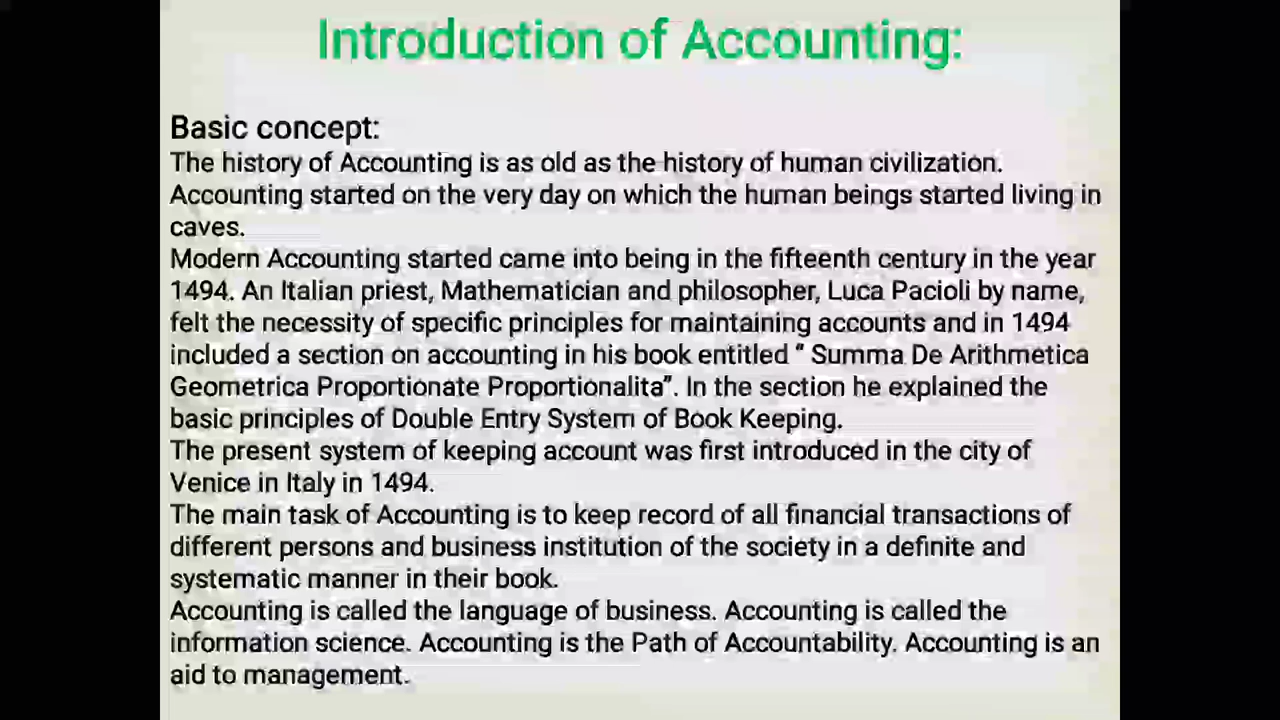 Introduction of Accounting:
Basic concept:
The history of Accounting is as old as the history of human civilization.
Accounting started on the very day on which the human beings started living in
caves.
Modern Accounting started came into being in the fifteenth century in the year
1494. An Italian priest, Mathematician and philosopher, Luca Pacioli by name,
felt the necessity of specific principles for maintaining accounts and in 1494
included a section on accounting in his book entitled “ Summa De Arithmetica
Geometrica Proportionate Proportionalita”. In the section he explained the
basic principles of Double Entry System of Book Keeping.
The present system of keeping account was first introduced in the city of
Venice in Italy in 1494.
The main task of Accounting is to keep record of all financial transactions of
different persons and business institution of the society in a definite and
systematic manner in their book.
Accounting is called the language of business. Accounting is called the
information science. Accounting is the Path of Accountability. Accounting is an
aid to management.